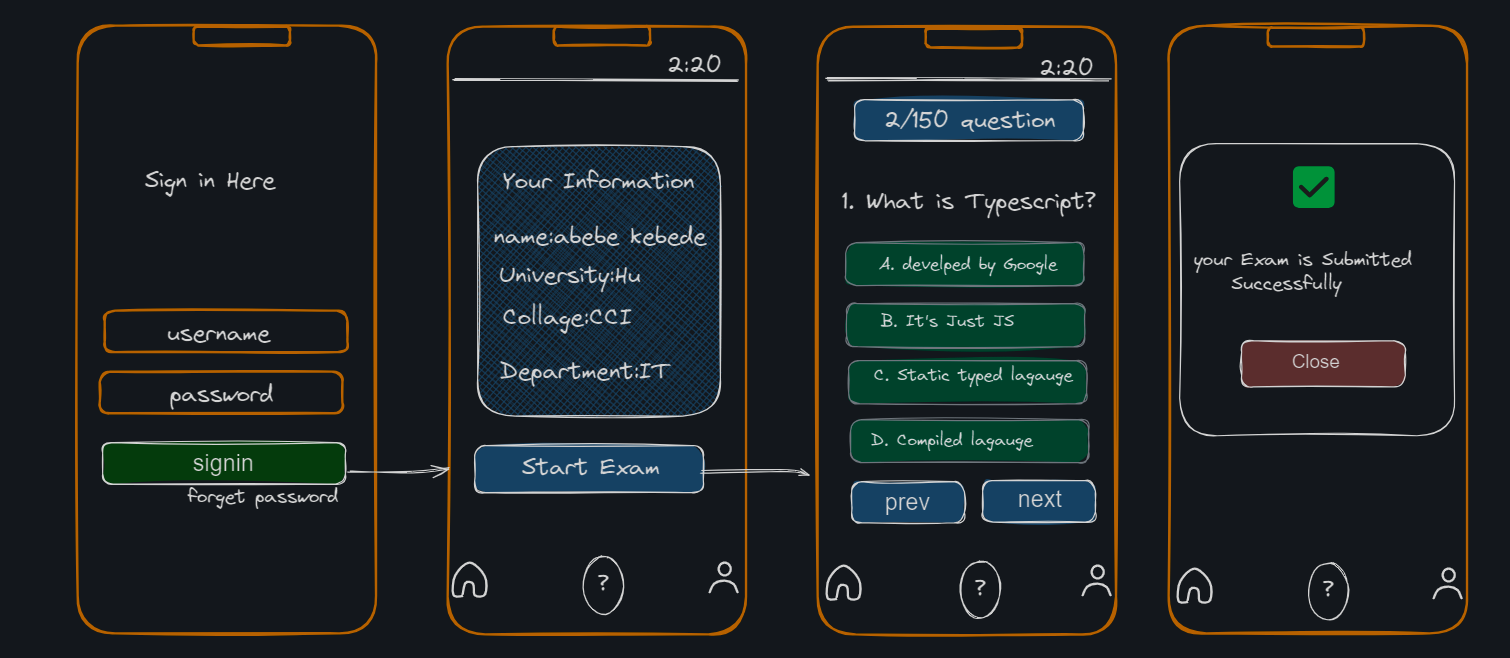 Sign in Here
username
password
signin
forget password
2:20
Your Information
name:abebe kebede
University:Hu
Collage:CCI
Department:IT
Start Exam
?
2:20
2/150 question
1. What is Typescript?
A. develped by Google
B. It's Just JS
C. Static typed lagauge
D. Compiled lagauge
prev
next
?
your Exam is Submitted
Successfully
Close
?